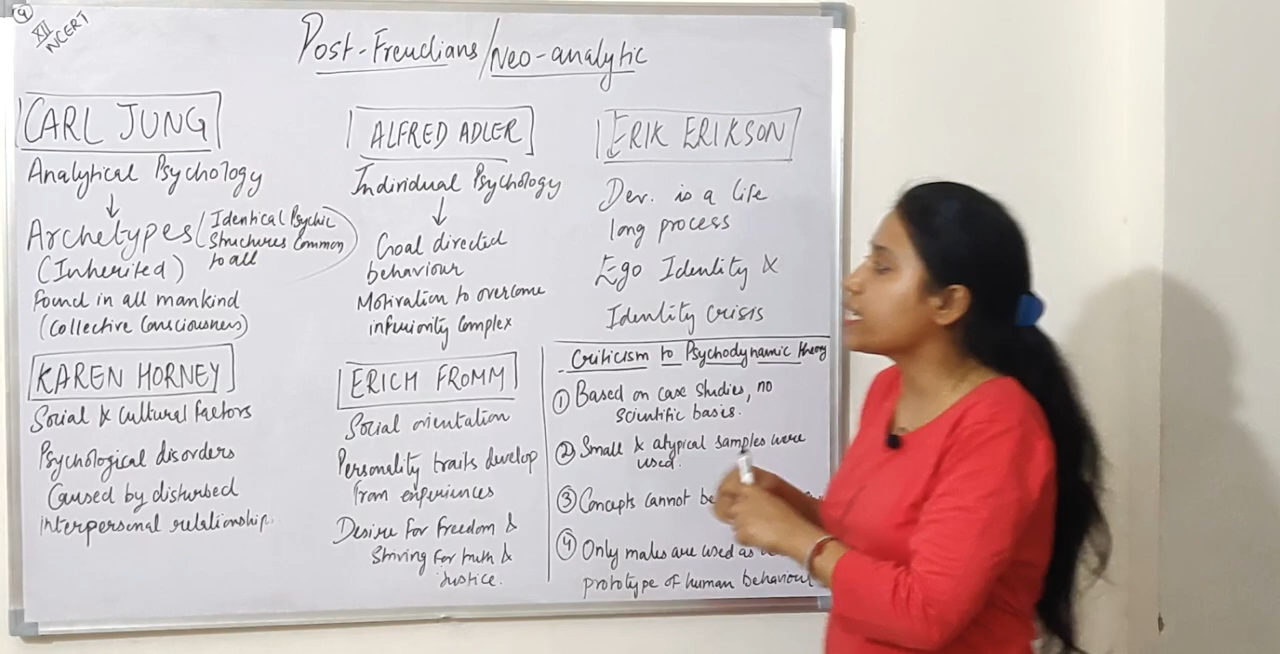 9
XII
NCERT
Post-Freudians/Neo-analytic
CARL JUNG
Analytical Psychology
↓
Archetypes (Identical Psychic
Structures Common
to all)
(Inherited)
Found in all mankind
(Collective Consciousness)
ALFRED ADLER
Individual Psychology
↓
Goal directed
behaviour
Motivation to overcome
inferiority complex
ERIK ERIKSON
Dev. is a life
long process
Ego Identity &
Identity crisis
KAREN HORNEY
Social & cultural factors
Psychological disorders
Caused by disturbed
interpersonal relationship.
ERICH FROMM
Social orientation
Personality traits develop
from experiences
Desire for freedom &
Striving for truth &
justice.
Criticism to Psychodynamic theory
① Based on case studies, no
scientific basis.
② Small & atypical samples were
used.
③ Concepts cannot be
④ Only males are used as
prototype of human behaviour